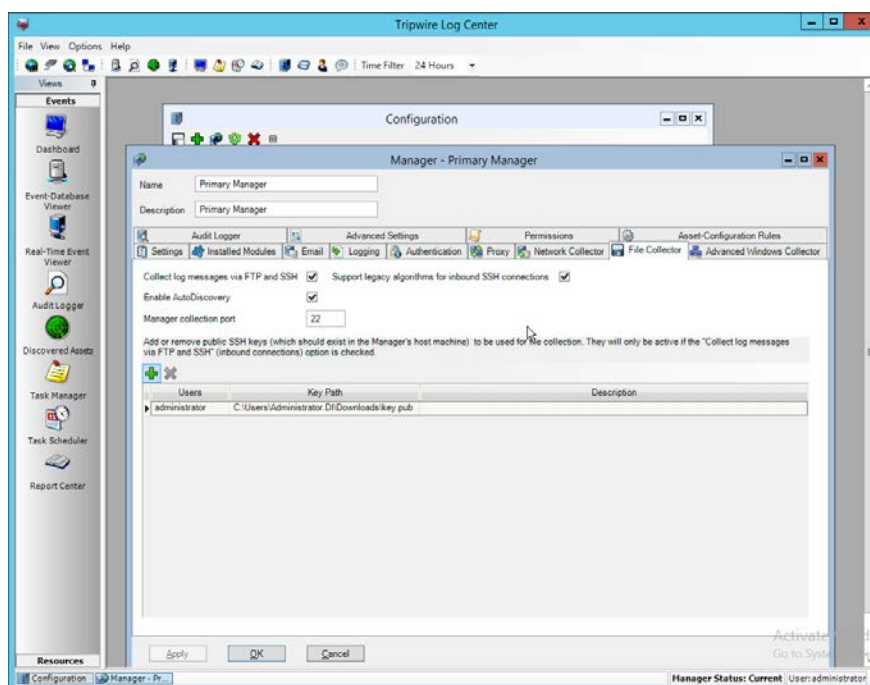 Tripwire Log Center
File View Options Help
Time Filter 24 Hours
Views
Events
Dashboard
Event-Database
Viewer
Real-Time Event
Viewer
Audit Logger
Discovered Assets
Task Manager
Task Scheduler
Report Center
Resources
Configuration
Manager - Primary Manager
Name Primary Manager
Description Primary Manager
Audit Logger Advanced Settings Permissions Asset-Configuration Rules
Settings Installed Modules Email Logging Authentication Proxy Network Collector File Collector Advanced Windows Collector
Collect log messages via FTP and SSH Support legacy algorithms for inbound SSH connections
Enable AutoDiscovery
Manager collection port 22
Add or remove public SSH keys (which should exist in the Manager's host machine) to be used for file collection. They will only be active if the "Collect log messages
via FTP and SSH" (inbound connections) option is checked.
Users Key Path Description
administrator C:\Users\Administrator.DI\Downloads\key.pub
Apply OK Cancel
Activate
Go to Syste
Configuration Manager - Pr... Manager Status: Current User: administrator